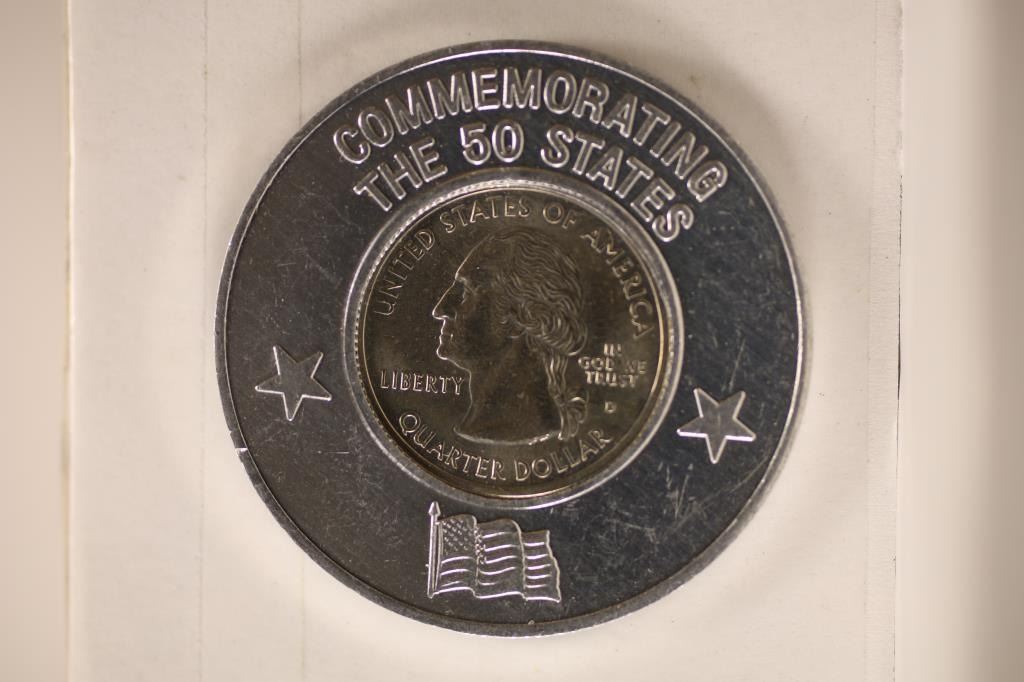 COMMEMORATING
THE 50 STATES
UNITED STATES OF AMERICA
LIBERTY
IN
GOD WE
TRUST
D
QUARTER DOLLAR